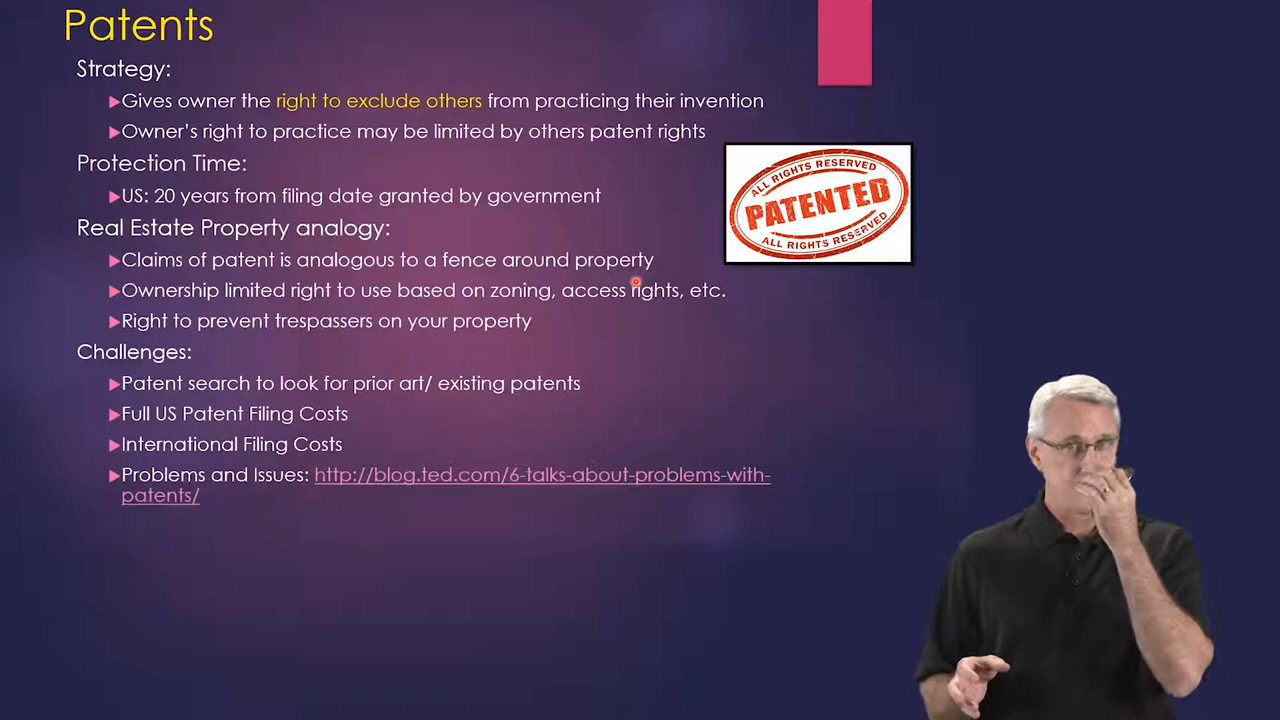 Patents
Strategy:
Gives owner the right to exclude others from practicing their invention
Owner's right to practice may be limited by others patent rights
Protection Time:
US: 20 years from filing date granted by government
Real Estate Property analogy:
Claims of patent is analogous to a fence around property
Ownership limited right to use based on zoning, access rights, etc.
Right to prevent trespassers on your property
Challenges:
Patent search to look for prior art/ existing patents
Full US Patent Filing Costs
International Filing Costs
Problems and Issues: http://blog.ted.com/6-talks-about-problems-with-
patents/
ALL RIGHTS RESERVED
PATENTED
ALL RIGHTS RESERVED